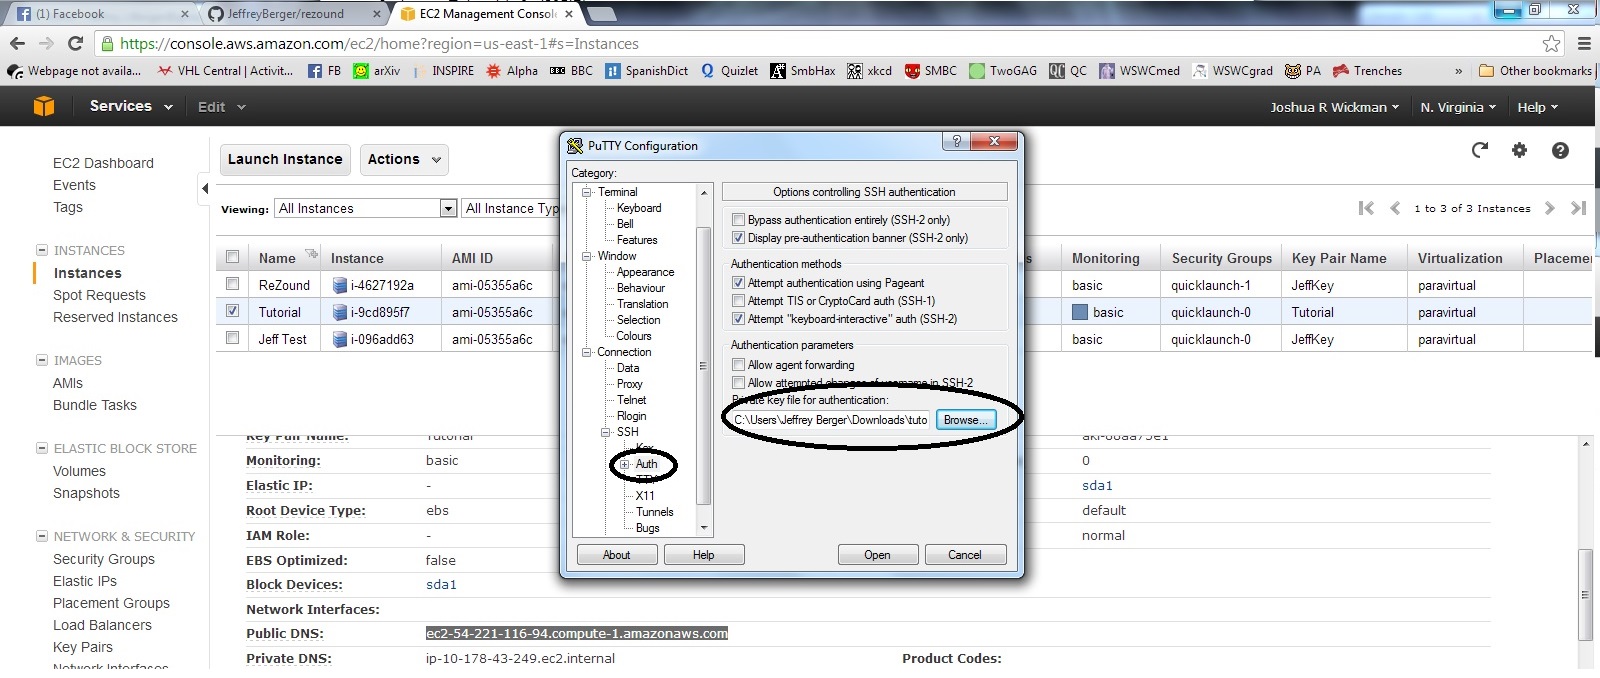 (1) Facebook
JeffreyBerger/rezound
EC2 Management Console
https://console.aws.amazon.com/ec2/home?region=us-east-1#s=Instances
Webpage not availa... VHL Central | Activit... FB arXiv INSPIRE Alpha BBC BBC SpanishDict Quizlet SmbHax xkcd SMBC TwoGAG QC QC WSWCmed WSWCgrad PA Trenches » Other bookmarks
Services Edit Joshua R Wickman N. Virginia Help
EC2 Dashboard
Events
Tags
INSTANCES
Instances
Spot Requests
Reserved Instances
IMAGES
AMIs
Bundle Tasks
ELASTIC BLOCK STORE
Volumes
Snapshots
NETWORK & SECURITY
Security Groups
Elastic IPs
Placement Groups
Load Balancers
Key Pairs
Network Interfaces
Launch Instance Actions
Viewing: All Instances All Instance Typ
1 to 3 of 3 Instances
Name Instance AMI ID Monitoring Security Groups Key Pair Name Virtualization Placemen
ReZound i-4627192a ami-05355a6c basic quicklaunch-1 JeffKey paravirtual
Tutorial i-9cd895f7 ami-05355a6c basic quicklaunch-0 Tutorial paravirtual
Jeff Test i-096add63 ami-05355a6c basic quicklaunch-0 JeffKey paravirtual
Key Pair Name: Tutorial
Monitoring: basic 0
Elastic IP: - sda1
Root Device Type: ebs default
IAM Role: - normal
EBS Optimized: false
Block Devices: sda1
Network Interfaces:
Public DNS: ec2-54-221-116-94.compute-1.amazonaws.com
Private DNS: ip-10-178-43-249.ec2.internal Product Codes:
PuTTY Configuration
?
Category:
Terminal
Keyboard
Bell
Features
Window
Appearance
Behaviour
Translation
Selection
Colours
Connection
Data
Proxy
Telnet
Rlogin
SSH
Kex
Auth
TTY
X11
Tunnels
Bugs
Options controlling SSH authentication
Bypass authentication entirely (SSH-2 only)
Display pre-authentication banner (SSH-2 only)
Authentication methods
Attempt authentication using Pageant
Attempt TIS or CryptoCard auth (SSH-1)
Attempt "keyboard-interactive" auth (SSH-2)
Authentication parameters
Allow agent forwarding
Allow attempted changes of username in SSH-2
Private key file for authentication:
C:\Users\Jeffrey Berger\Downloads\tuto Browse...
About Help Open Cancel